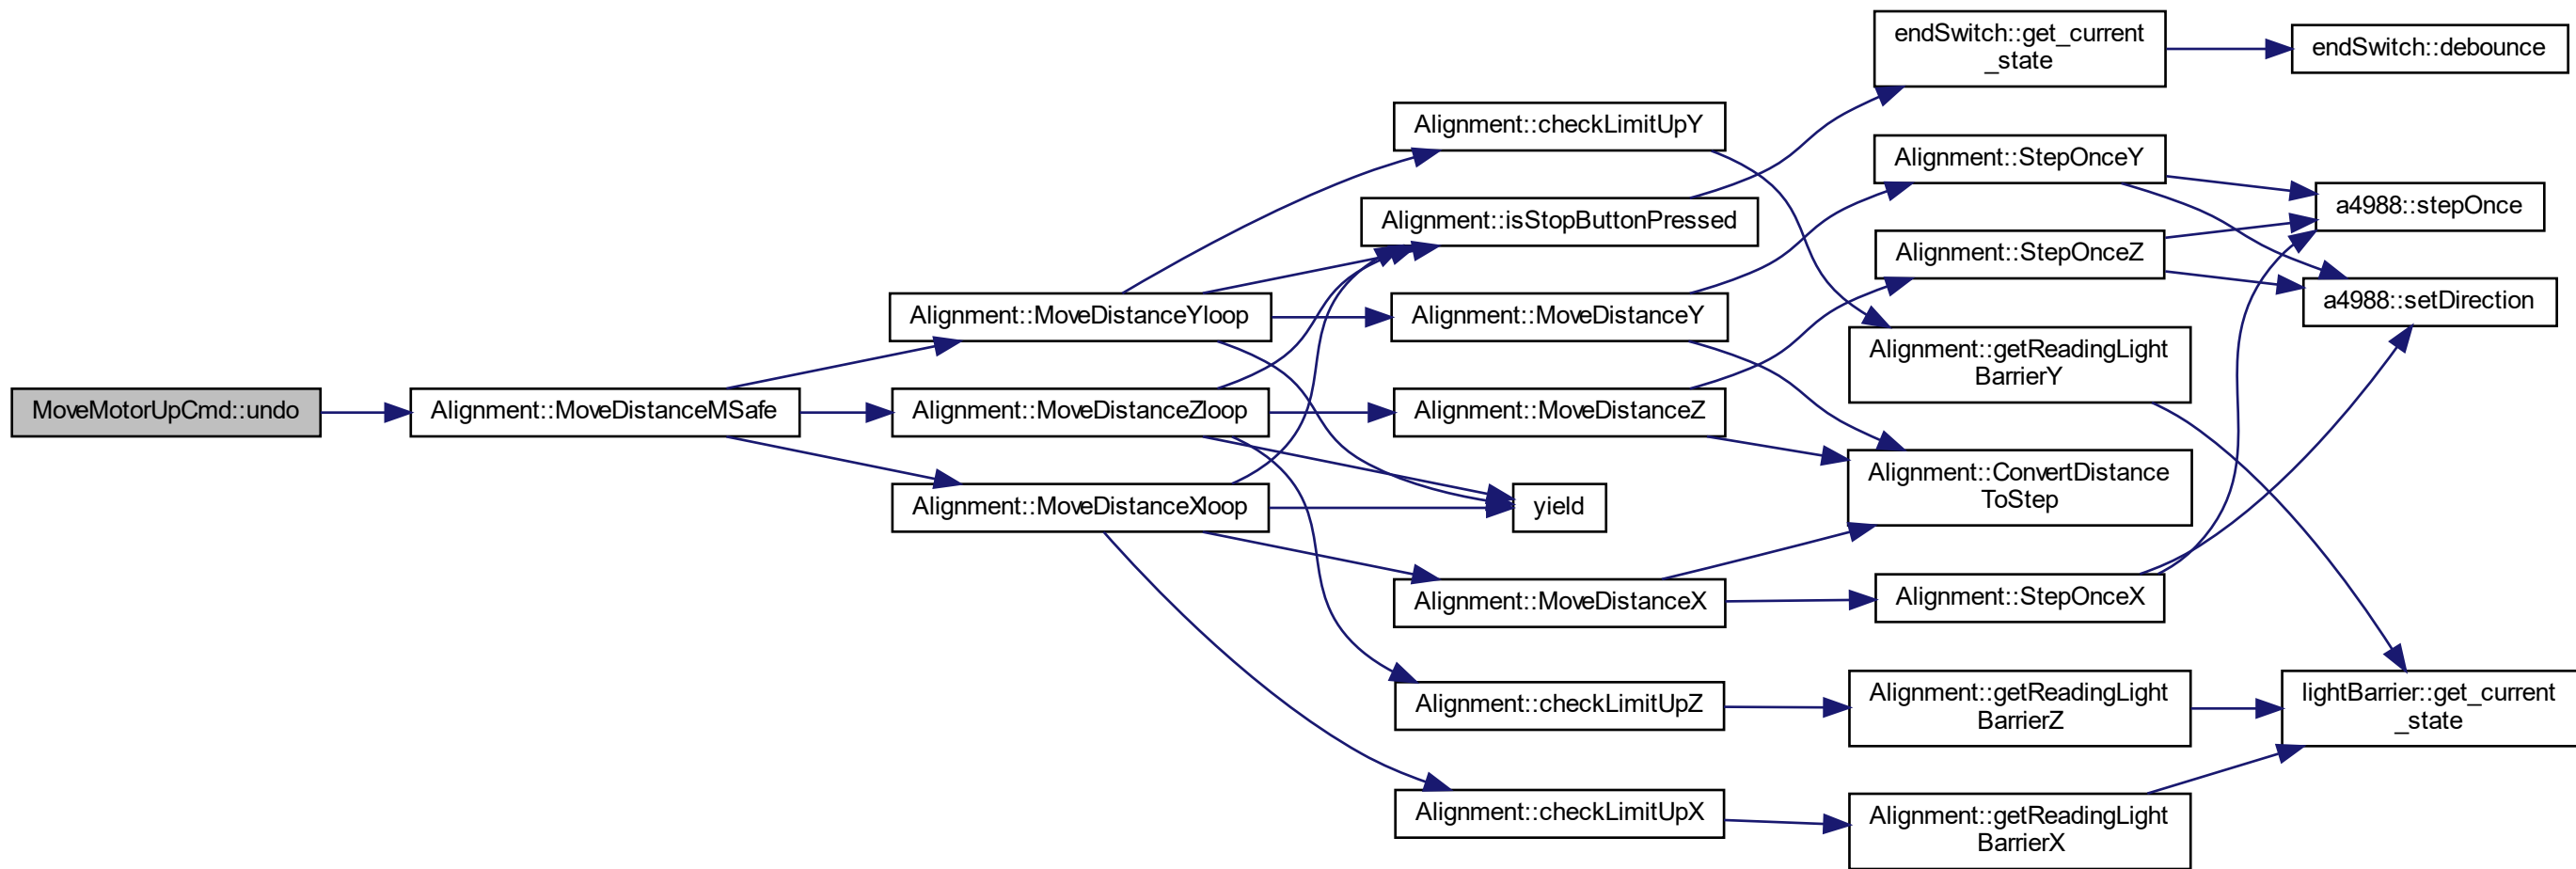 MoveMotorUpCmd::undo
Alignment::MoveDistanceMSafe
Alignment::MoveDistanceYloop
Alignment::MoveDistanceZloop
Alignment::MoveDistanceXloop
Alignment::checkLimitUpY
Alignment::isStopButtonPressed
Alignment::MoveDistanceY
Alignment::MoveDistanceZ
yield
Alignment::MoveDistanceX
Alignment::checkLimitUpZ
Alignment::checkLimitUpX
endSwitch::get_current
_state
Alignment::StepOnceY
Alignment::StepOnceZ
Alignment::getReadingLight
BarrierY
Alignment::ConvertDistance
ToStep
Alignment::StepOnceX
Alignment::getReadingLight
BarrierZ
Alignment::getReadingLight
BarrierX
endSwitch::debounce
a4988::stepOnce
a4988::setDirection
lightBarrier::get_current
_state